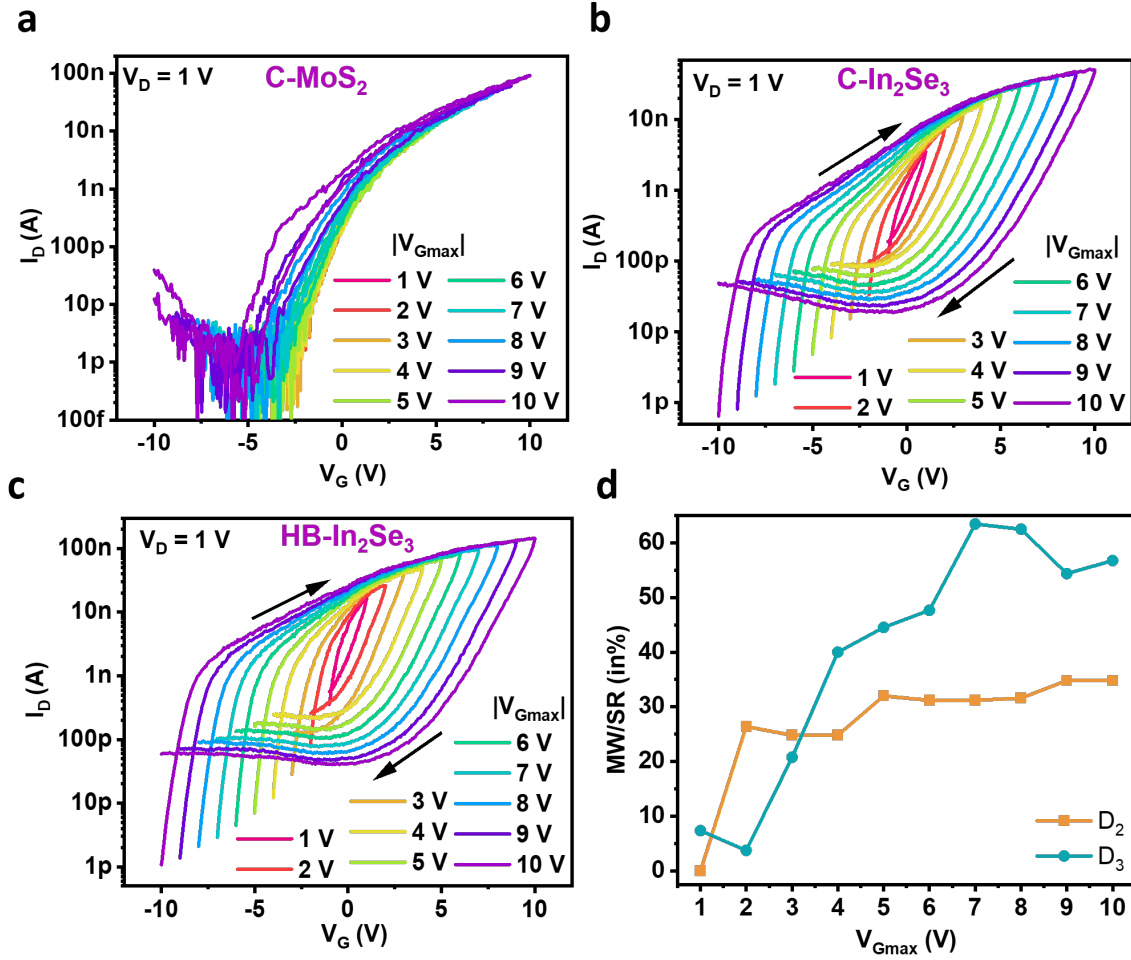 a
V_D = 1 V
C-MoS₂
100n
10n
1n
100p
10p
1p
100f
I_D (A)
|V_Gmax|
1 V
2 V
3 V
4 V
5 V
6 V
7 V
8 V
9 V
10 V
-10
-5
0
5
10
V_G (V)
b
V_D = 1 V
C-In₂Se₃
100n
10n
1n
100p
10p
1p
I_D (A)
|V_Gmax|
1 V
2 V
3 V
4 V
5 V
6 V
7 V
8 V
9 V
10 V
-10
-5
0
5
10
V_G (V)
c
V_D = 1 V
HB-In₂Se₃
100n
10n
1n
100p
10p
1p
I_D (A)
|V_Gmax|
1 V
2 V
3 V
4 V
5 V
6 V
7 V
8 V
9 V
10 V
-10
-5
0
5
10
V_G (V)
d
60
50
40
30
20
10
0
MW/SR (in%)
D₂
D₃
1
2
3
4
5
6
7
8
9
10
V_Gmax (V)